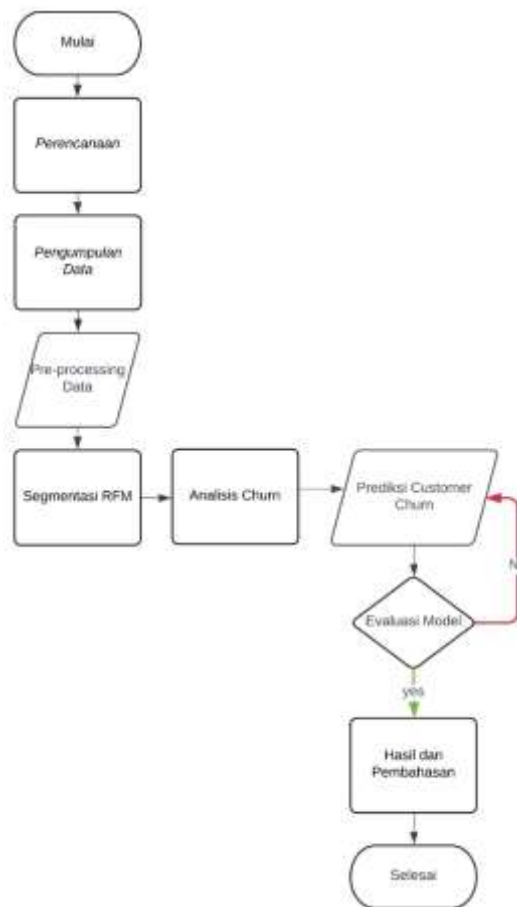 Mulai
Perencanaan
Pengumpulan
Data
Pre-processing
Data
Segmentasi RFM
Analisis Churn
Prediksi Customer
Churn
N
Evaluasi Model
yes
Hasil dan
Pembahasan
Selesai